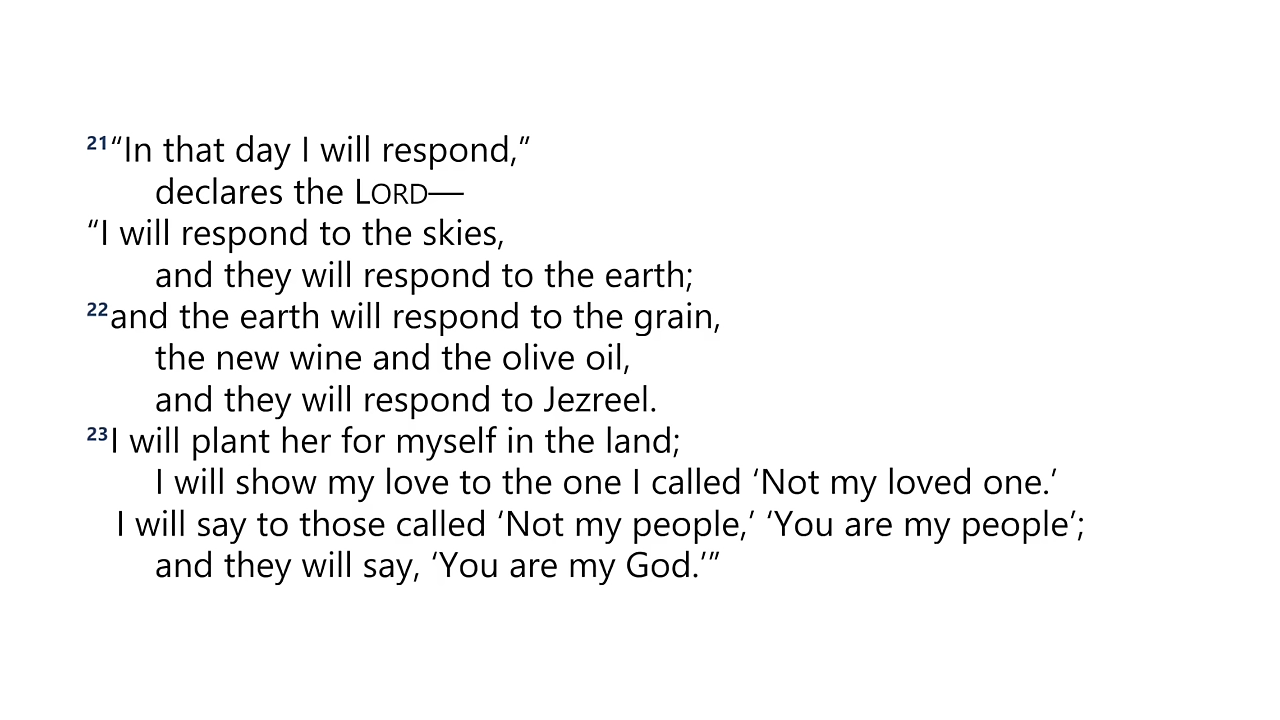 21“In that day I will respond,”
declares the LORD—
“I will respond to the skies,
and they will respond to the earth;
22and the earth will respond to the grain,
the new wine and the olive oil,
and they will respond to Jezreel.
23I will plant her for myself in the land;
I will show my love to the one I called ‘Not my loved one.’
I will say to those called ‘Not my people,’ ‘You are my people’;
and they will say, ‘You are my God.’”